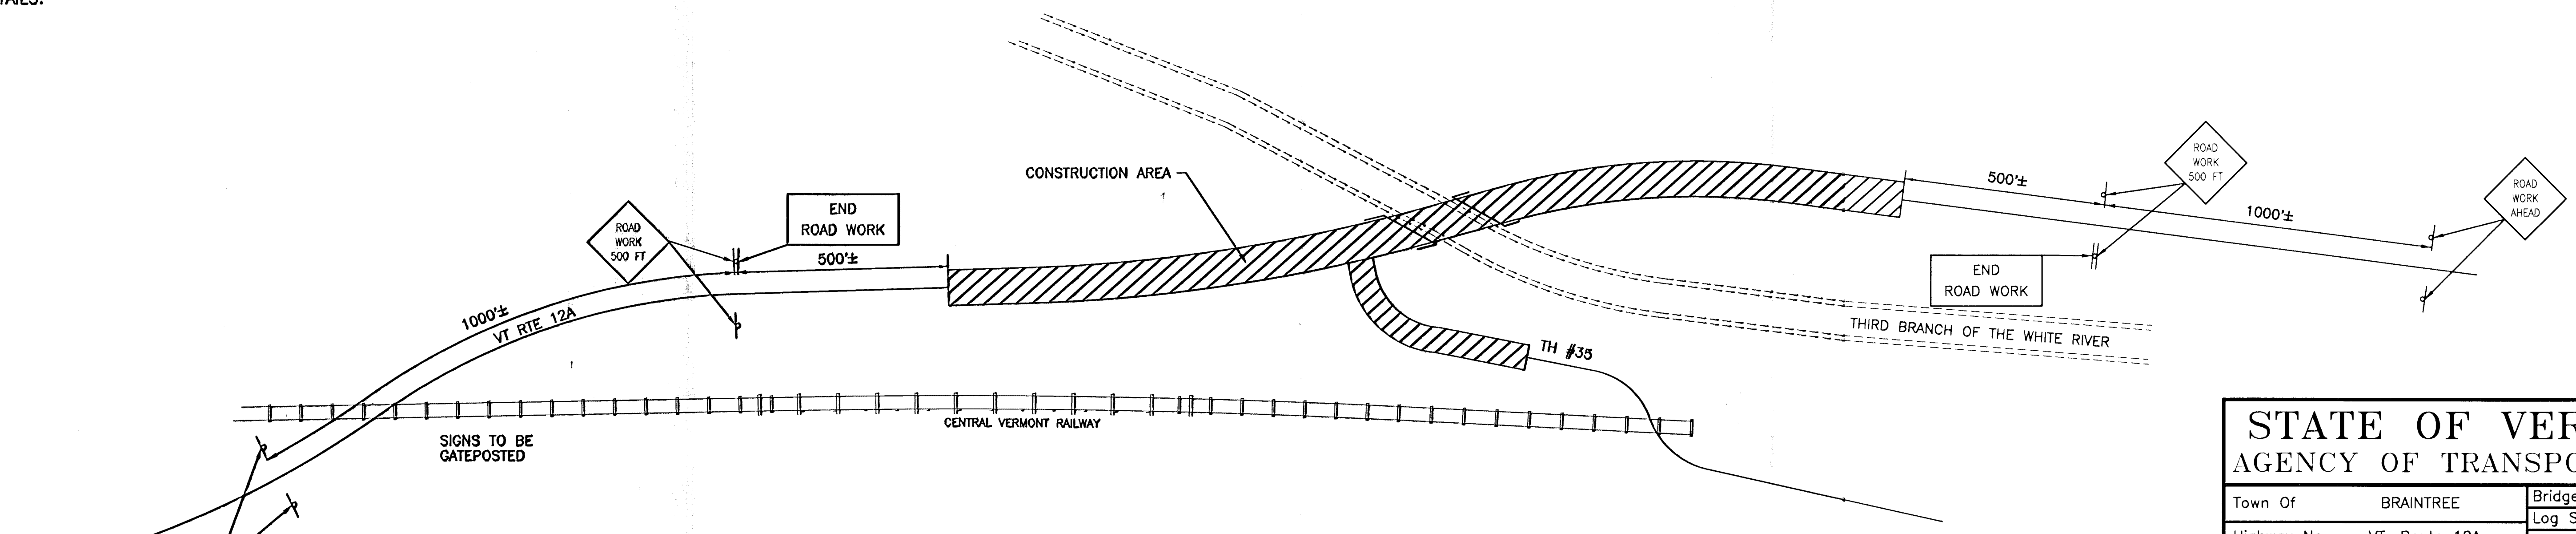 CONSTRUCTION AREA
ROAD
WORK
500 FT
END
ROAD WORK
500'±
1000'±
VT RTE 12A
500'±
ROAD
WORK
500 FT
1000'±
ROAD
WORK
AHEAD
END
ROAD WORK
THIRD BRANCH OF THE WHITE RIVER
TH #35
CENTRAL VERMONT RAILWAY
SIGNS TO BE
GATEPOSTED
STATE OF VER
AGENCY OF TRANSPO
Town Of BRAINTREE
Bridge
Log S